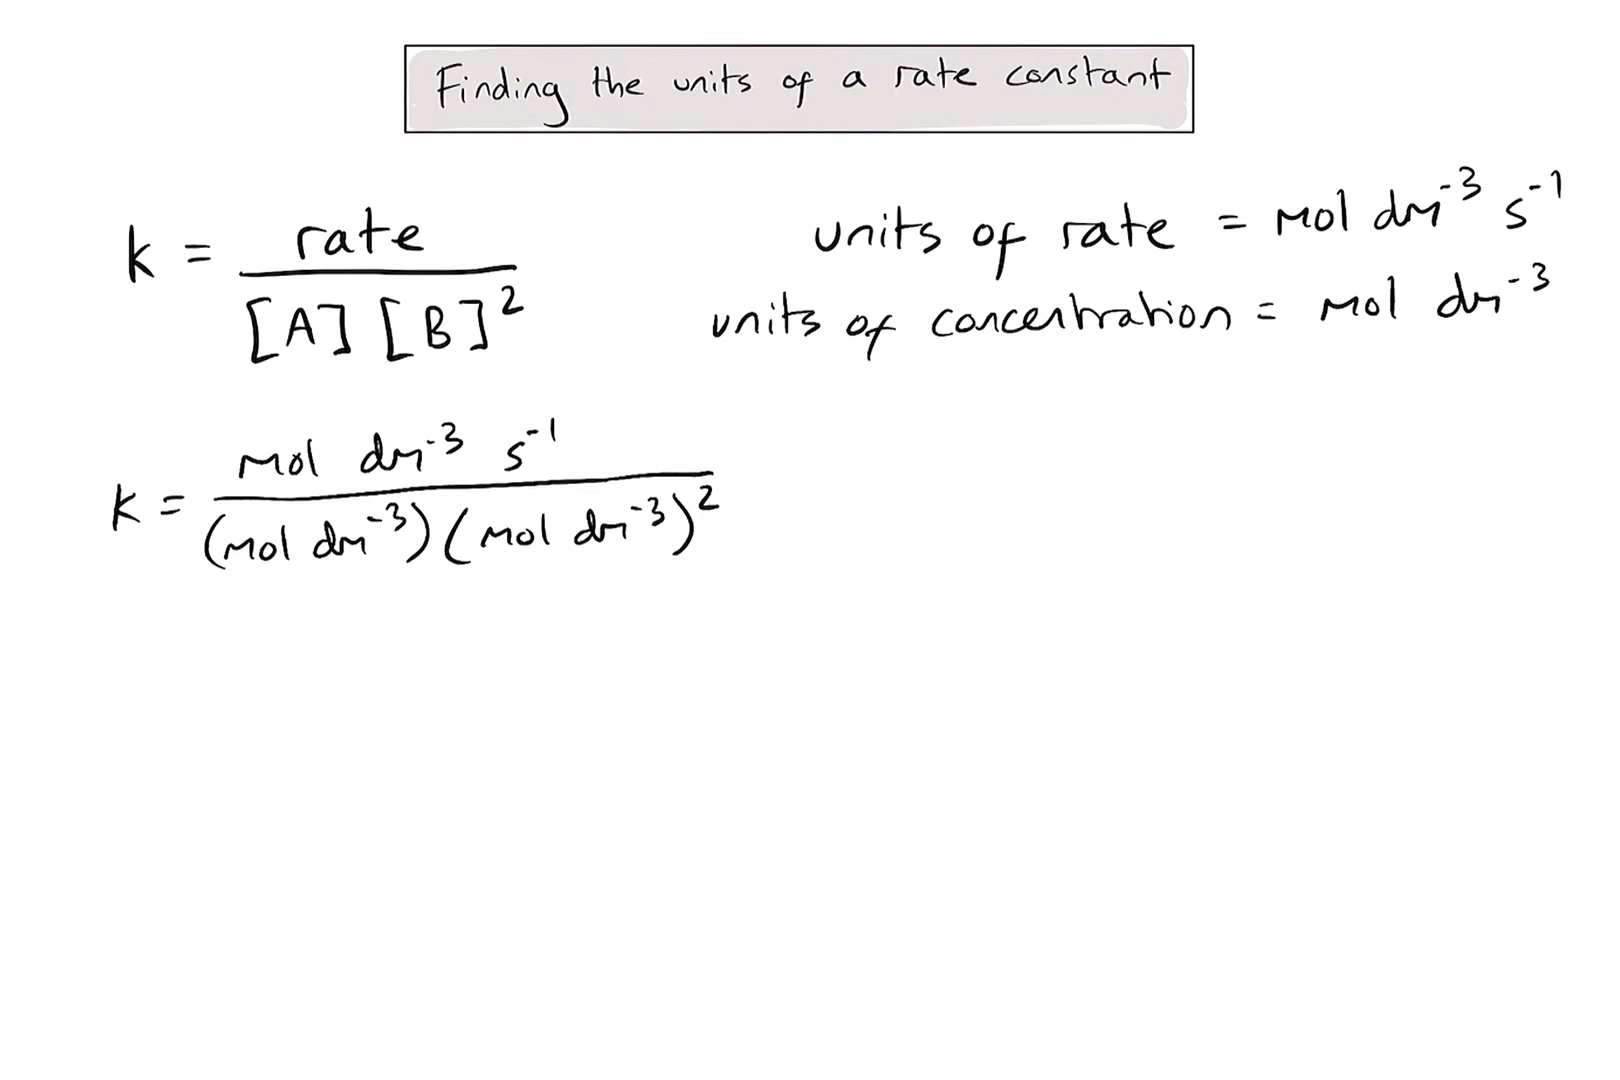 Finding the units of a rate constant
k = rate / [A] [B]²
units of rate = mol dm⁻³ s⁻¹
units of concentration = mol dm⁻³
k = mol dm⁻³ s⁻¹ / (mol dm⁻³) (mol dm⁻³)²